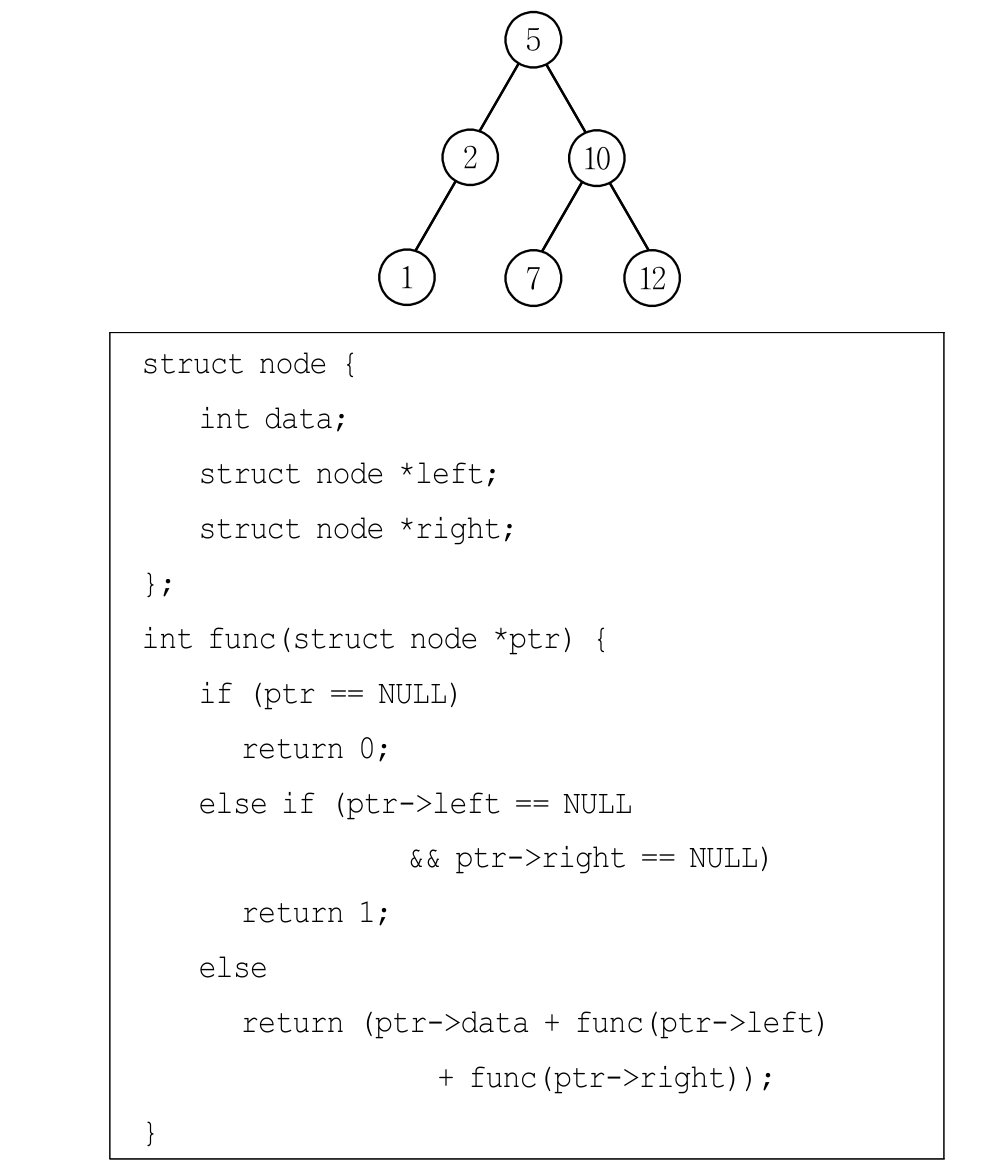 5
2 10
1 7 12
struct node {
int data;
struct node *left;
struct node *right;
};
int func(struct node *ptr) {
if (ptr == NULL)
return 0;
else if (ptr->left == NULL
&& ptr->right == NULL)
return 1;
else
return (ptr->data + func(ptr->left)
+ func(ptr->right));
}